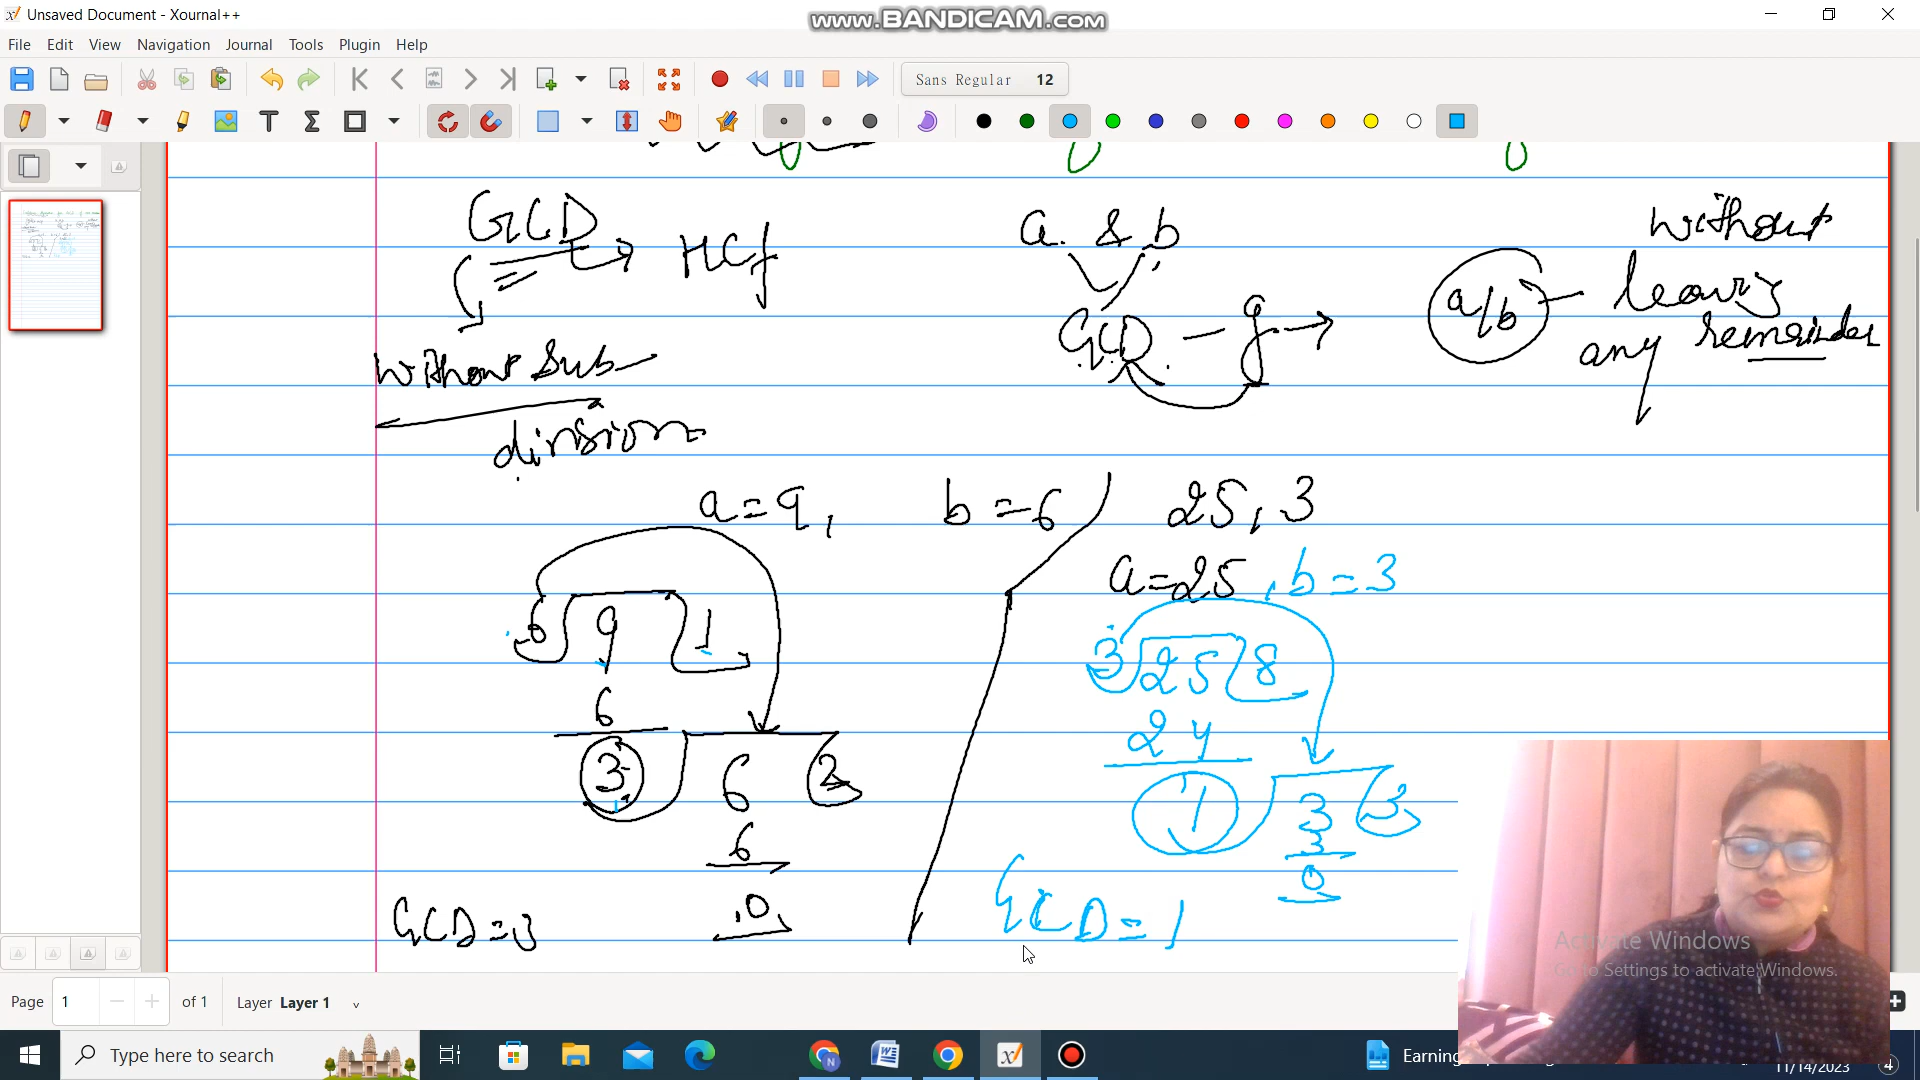 Unsaved Document - Xournal++
www.BANDICAM.com
File Edit View Navigation Journal Tools Plugin Help
Sans Regular 12
GCD
HCf
a & b
without
a/b
leaving
any remainder
GCD - g
without Sub-
division
a=9, b=6
25, 3
a=25, b=3
9 1
6
3 6 2
6
0
GCD=3
3 25 8
24
1 3 3
3
0
GCD=1
Activate Windows
Go to Settings to activate Windows.
Page 1 of 1 Layer Layer 1
Type here to search
Earning
11/14/2023
4